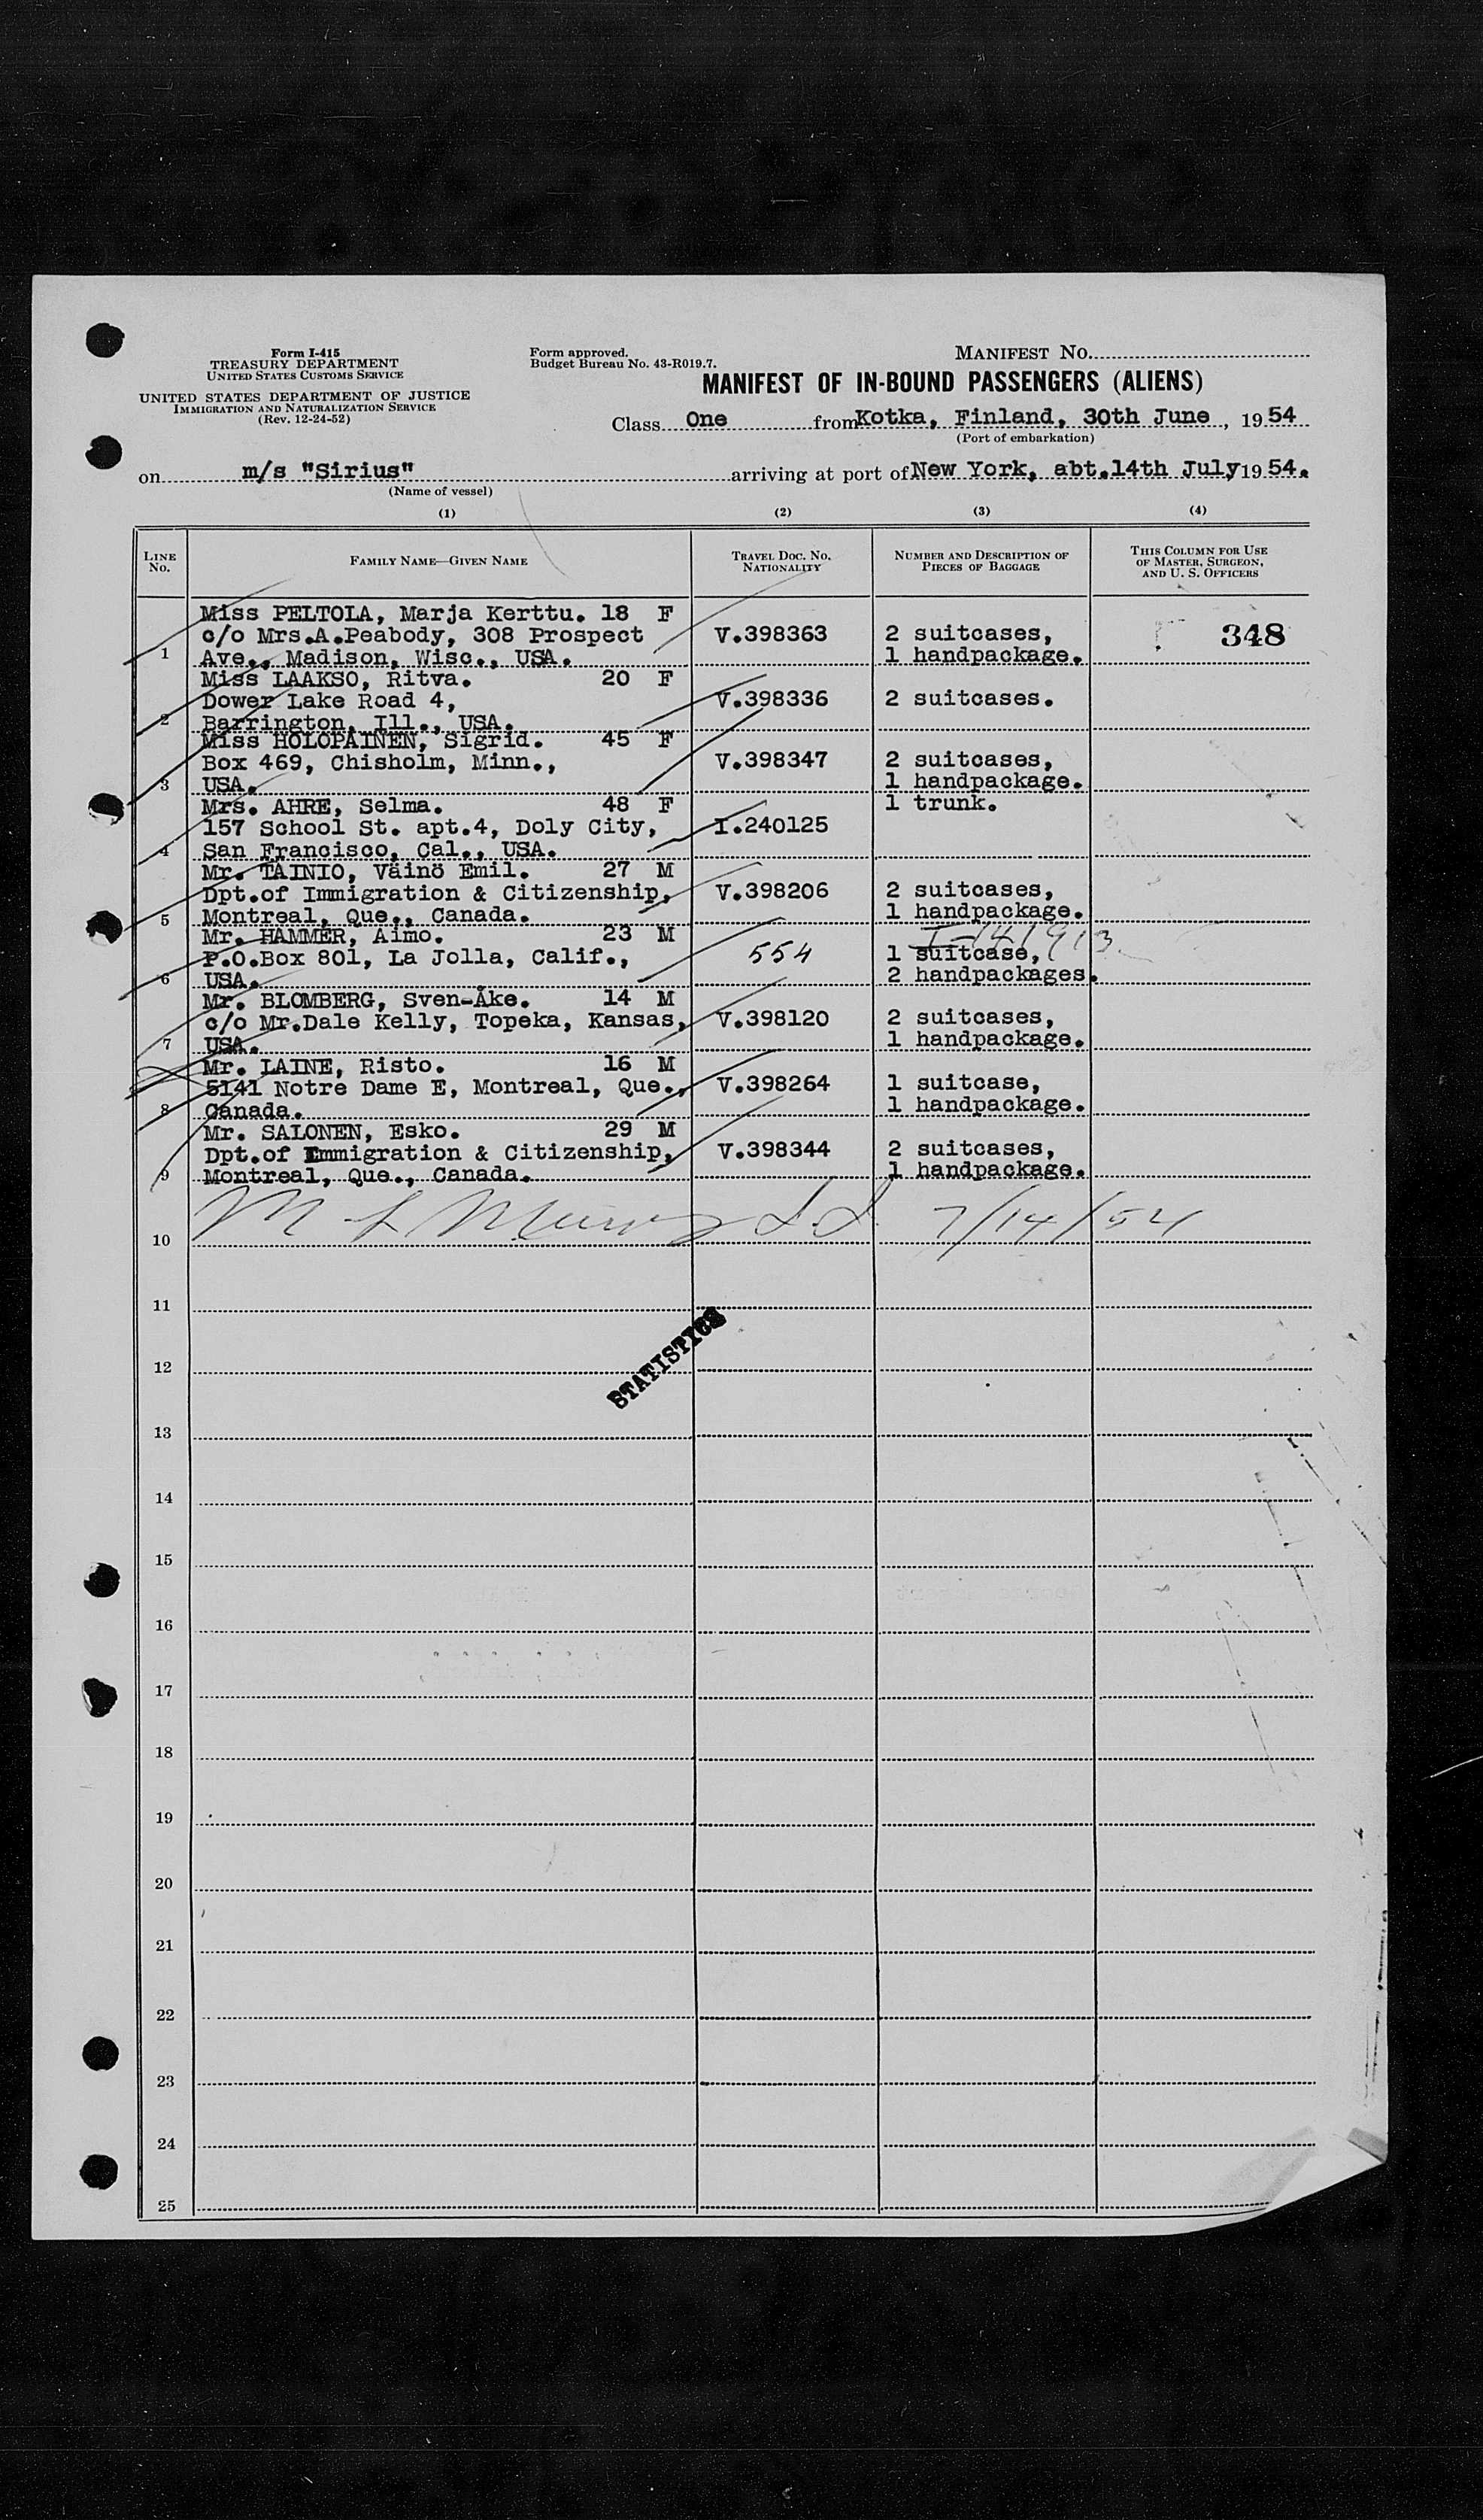 Form I-415
TREASURY DEPARTMENT
UNITED STATES CUSTOMS SERVICE
UNITED STATES DEPARTMENT OF JUSTICE
IMMIGRATION AND NATURALIZATION SERVICE
(Rev. 12-24-52)
Form approved.
Budget Bureau No. 43-R019.7.
MANIFEST No.
MANIFEST OF IN-BOUND PASSENGERS (ALIENS)
Class One from Kotka, Finland, 30th June, 1954
(Port of embarkation)
on m/s "Sirius" arriving at port of New York, abt.14th July 1954.
(Name of vessel)
(1) (2) (3) (4)
LINE No. FAMILY NAME—GIVEN NAME TRAVEL DOC. NO. NATIONALITY NUMBER AND DESCRIPTION OF PIECES OF BAGGAGE THIS COLUMN FOR USE OF MASTER, SURGEON, AND U. S. OFFICERS
Miss PELTOLA, Marja Kerttu. 18 F
c/o Mrs.A.Peabody, 308 Prospect V.398363 2 suitcases, 348
1 Ave., Madison, Wisc., USA. 1 handpackage.
Miss LAAKSO, Ritva. 20 F
Dower Lake Road 4, V.398336 2 suitcases.
2 Barrington, Ill., USA.
Miss HOLOPAINEN, Sigrid. 45 F
Box 469, Chisholm, Minn., V.398347 2 suitcases,
3 USA. 1 handpackage.
Mrs. AHRE, Selma. 48 F 1 trunk.
157 School St. apt.4, Doly City, I.240125
4 San Francisco, Cal., USA.
Mr. TAINIO, Väinö Emil. 27 M
Dpt.of Immigration & Citizenship, V.398206 2 suitcases,
5 Montreal, Que., Canada. 1 handpackage.
Mr. HAMMER, Aimo. 23 M I-141913
P.O.Box 801, La Jolla, Calif., 554 1 suitcase,
6 USA. 2 handpackages.
Mr. BLOMBERG, Sven-Åke. 14 M
c/o Mr.Dale Kelly, Topeka, Kansas, V.398120 2 suitcases,
7 USA. 1 handpackage.
Mr. LAINE, Risto. 16 M
5141 Notre Dame E, Montreal, Que., V.398264 1 suitcase,
8 Canada. 1 handpackage.
Mr. SALONEN, Esko. 29 M
Dpt.of Immigration & Citizenship, V.398344 2 suitcases,
9 Montreal, Que., Canada. 1 handpackage.
10 7/14/54
11
STATISTICS
12
13
14
15
16
17
18
19
20
21
22
23
24
25